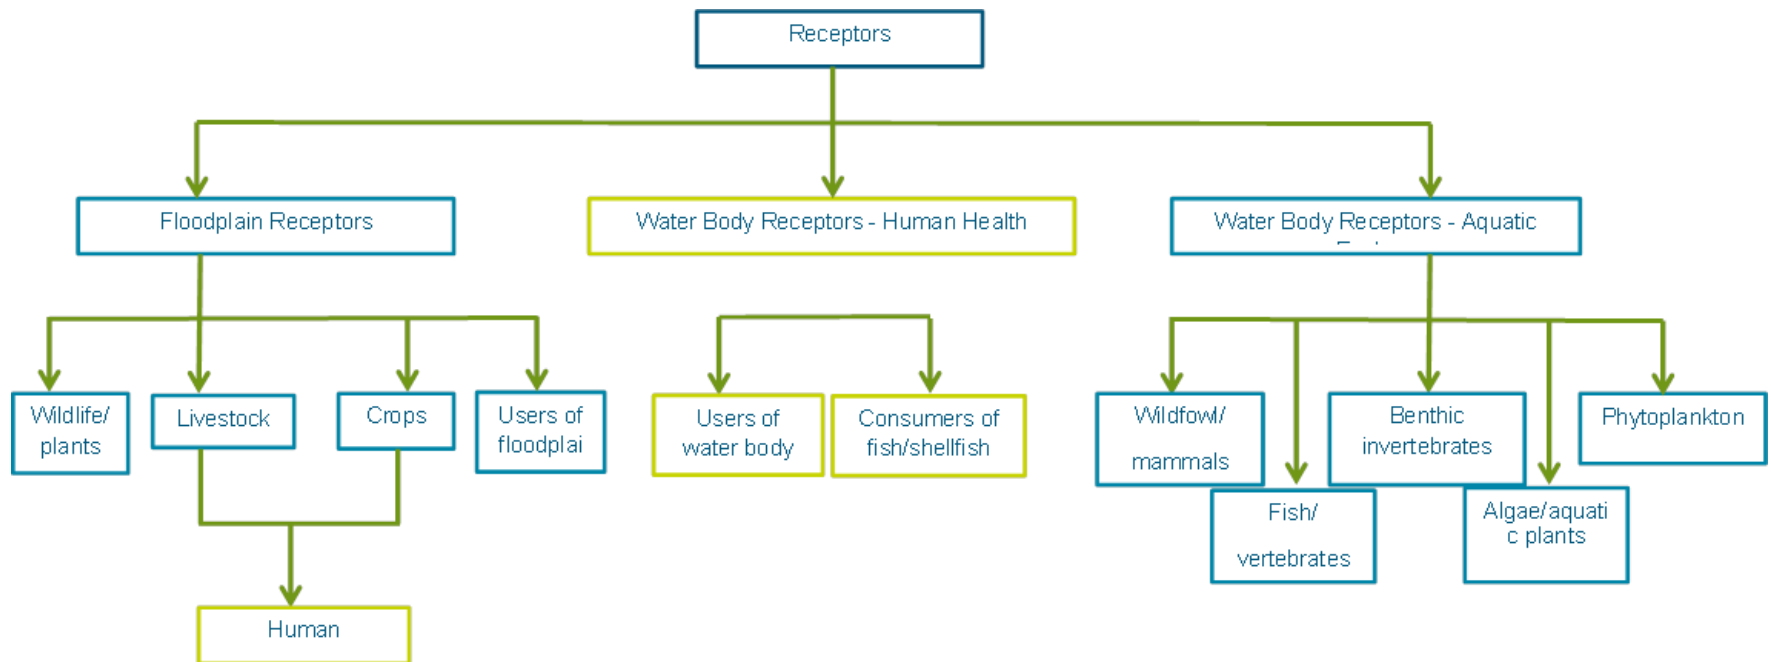 Receptors
Floodplain Receptors
Water Body Receptors - Human Health
Water Body Receptors - Aquatic
Wildlife/
plants
Livestock
Crops
Users of
floodplai
Users of
water body
Consumers of
fish/shellfish
Wildfowl/
mammals
Fish/
vertebrates
Benthic
invertebrates
Algae/aquati
c plants
Phytoplankton
Human